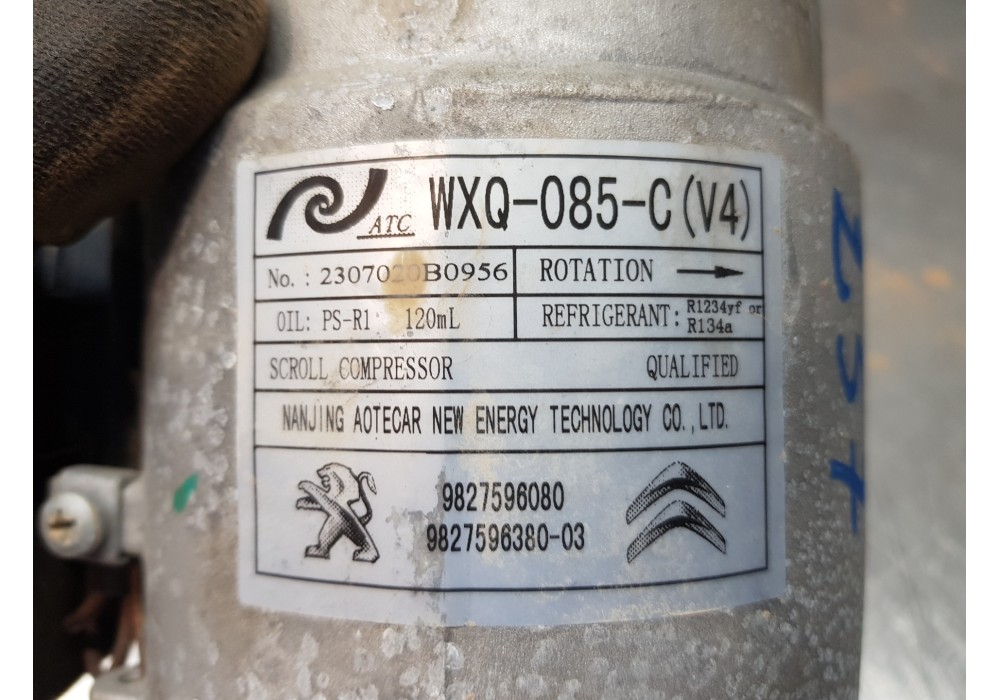 ATC WXQ-085-C(V4)
No.: 2307020B0956 ROTATION
OIL: PS-R1 120mL REFRIGERANT: R1234yf or R134a
SCROLL COMPRESSOR QUALIFIED
NANJING AOTECAR NEW ENERGY TECHNOLOGY CO.,LTD.
9827596080
9827596380-03